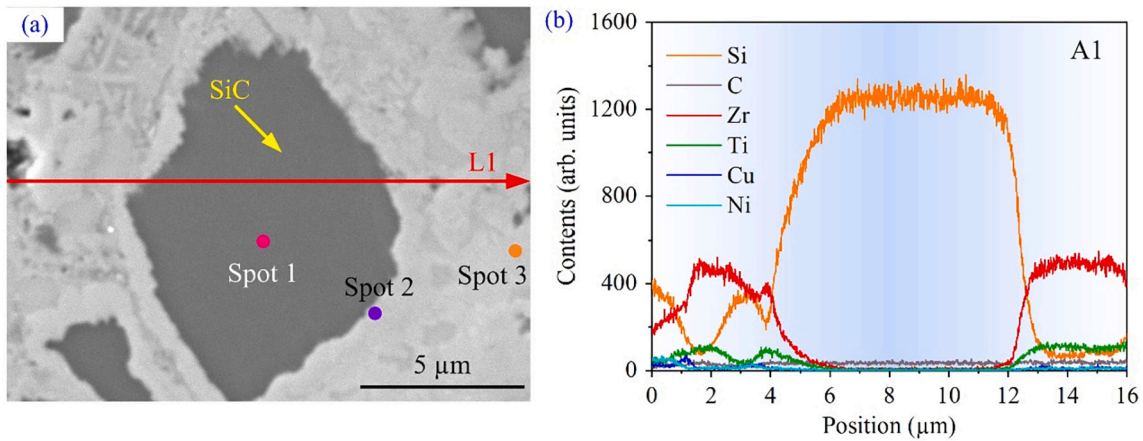 (a)
SiC
L1
Spot 1
Spot 2
Spot 3
5 µm
(b)
A1
Si
C
Zr
Ti
Cu
Ni
1600
1200
800
400
0
Contents (arb. units)
0 2 4 6 8 10 12 14 16
Position (µm)